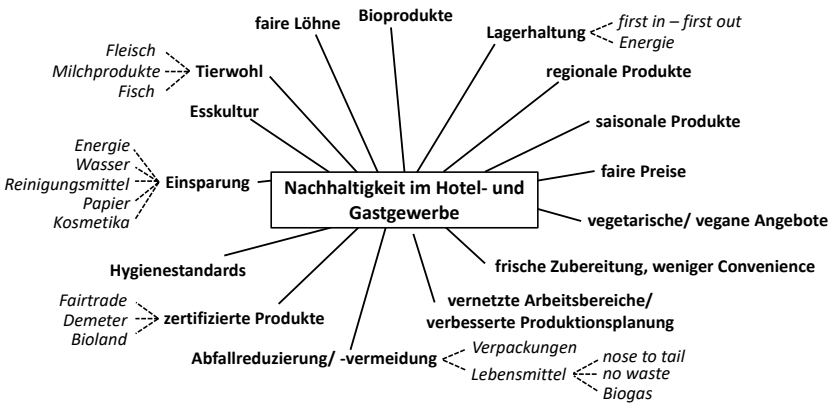 faire Löhne
Bioprodukte
Lagerhaltung
first in – first out
Energie
Fleisch
Milchprodukte
Fisch
Tierwohl
regionale Produkte
Esskultur
saisonale Produkte
Energie
Wasser
Reinigungsmittel
Papier
Kosmetika
Einsparung
Nachhaltigkeit im Hotel- und
Gastgewerbe
faire Preise
vegetarische/ vegane Angebote
Hygienestandards
frische Zubereitung, weniger Convenience
Fairtrade
Demeter
Bioland
zertifizierte Produkte
vernetzte Arbeitsbereiche/
verbesserte Produktionsplanung
Abfallreduzierung/ -vermeidung
Verpackungen
Lebensmittel
nose to tail
no waste
Biogas